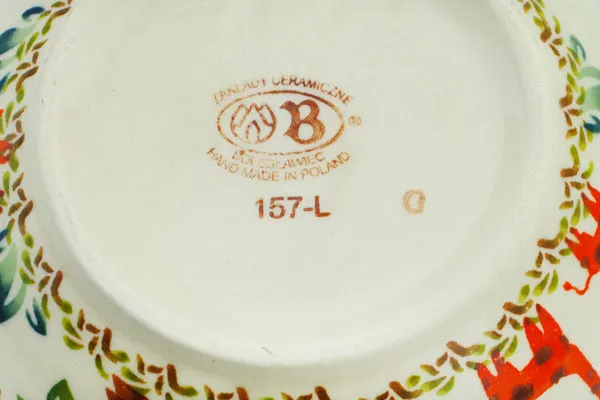 ZAKŁADY CERAMICZNE
B ®
BOLESŁAWIEC
HAND MADE IN POLAND
157-L